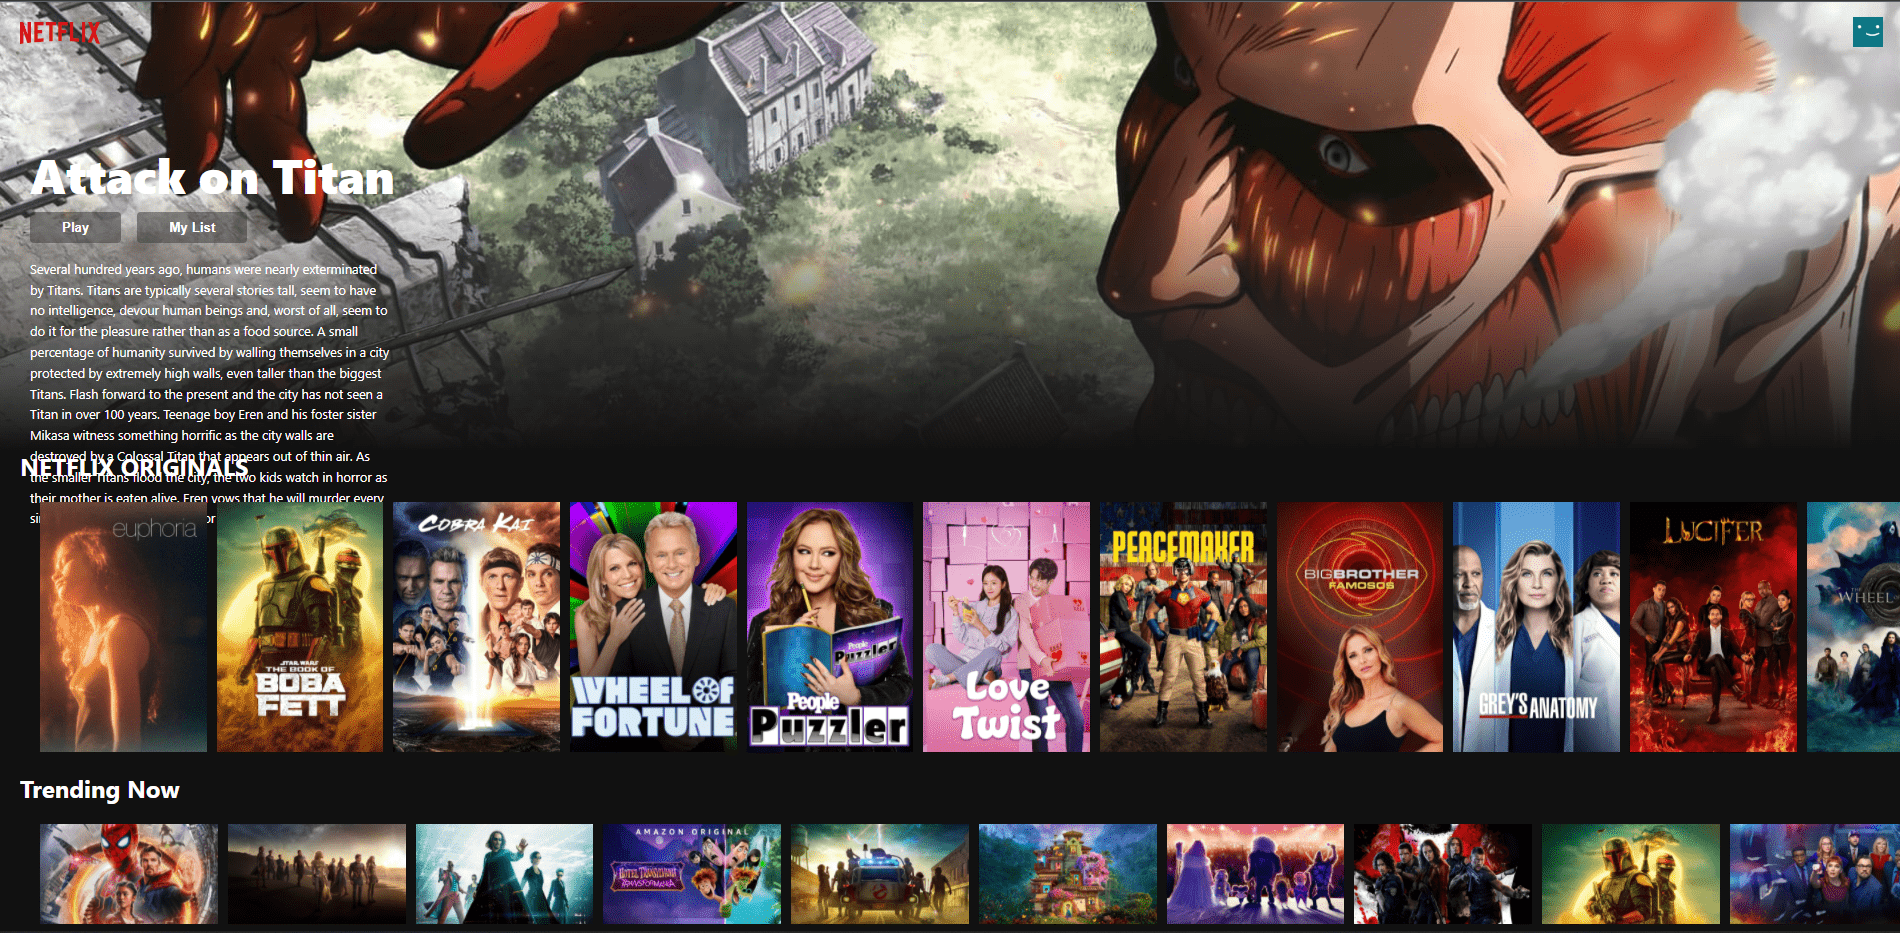 NETFLIX
Attack on Titan
Play
My List
Several hundred years ago, humans were nearly exterminated
by Titans. Titans are typically several stories tall, seem to have
no intelligence, devour human beings and, worst of all, seem to
do it for the pleasure rather than as a food source. A small
percentage of humanity survived by walling themselves in a city
protected by extremely high walls, even taller than the biggest
Titans. Flash forward to the present and the city has not seen a
Titan in over 100 years. Teenage boy Eren and his foster sister
Mikasa witness something horrific as the city walls are
destroyed by a Colossal Titan that appears out of thin air. As
NETFLIX ORIGINALS
the smaller Titans flood the city, the two kids watch in horror as
their mother is eaten alive. Eren vows that he will murder every
euphoria
STAR WARS
THE BOOK OF
BOBA
FETT
COBRA KAI
WHEEL OF
FORTUNE
People
Puzzler
People
Puzzler
Love
Twist
PEACEMAKER
BIG BROTHER
FAMOSOS
GREY'S ANATOMY
LUCIFER
THE
WHEEL
Trending Now
AMAZON ORIGINAL
HOTEL TRANSYLVANIA
TRANSFORMANIA